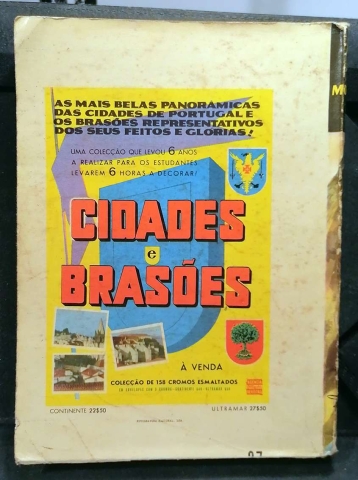 AS MAIS BELAS PANORÂMICAS
DAS CIDADES DE PORTUGAL E
OS BRASÕES REPRESENTATIVOS
DOS SEUS FEITOS E GLORIAS!
UMA COLECÇÃO QUE LEVOU 6 ANOS
A REALIZAR PARA OS ESTUDANTES
LEVAREM 6 HORAS A DECORAR!
CIDADES
e
BRASÕES
À VENDA
COLECÇÃO DE 158 CROMOS ESMALTADOS
CONTINENTE 22$50
ULTRAMAR 27$50